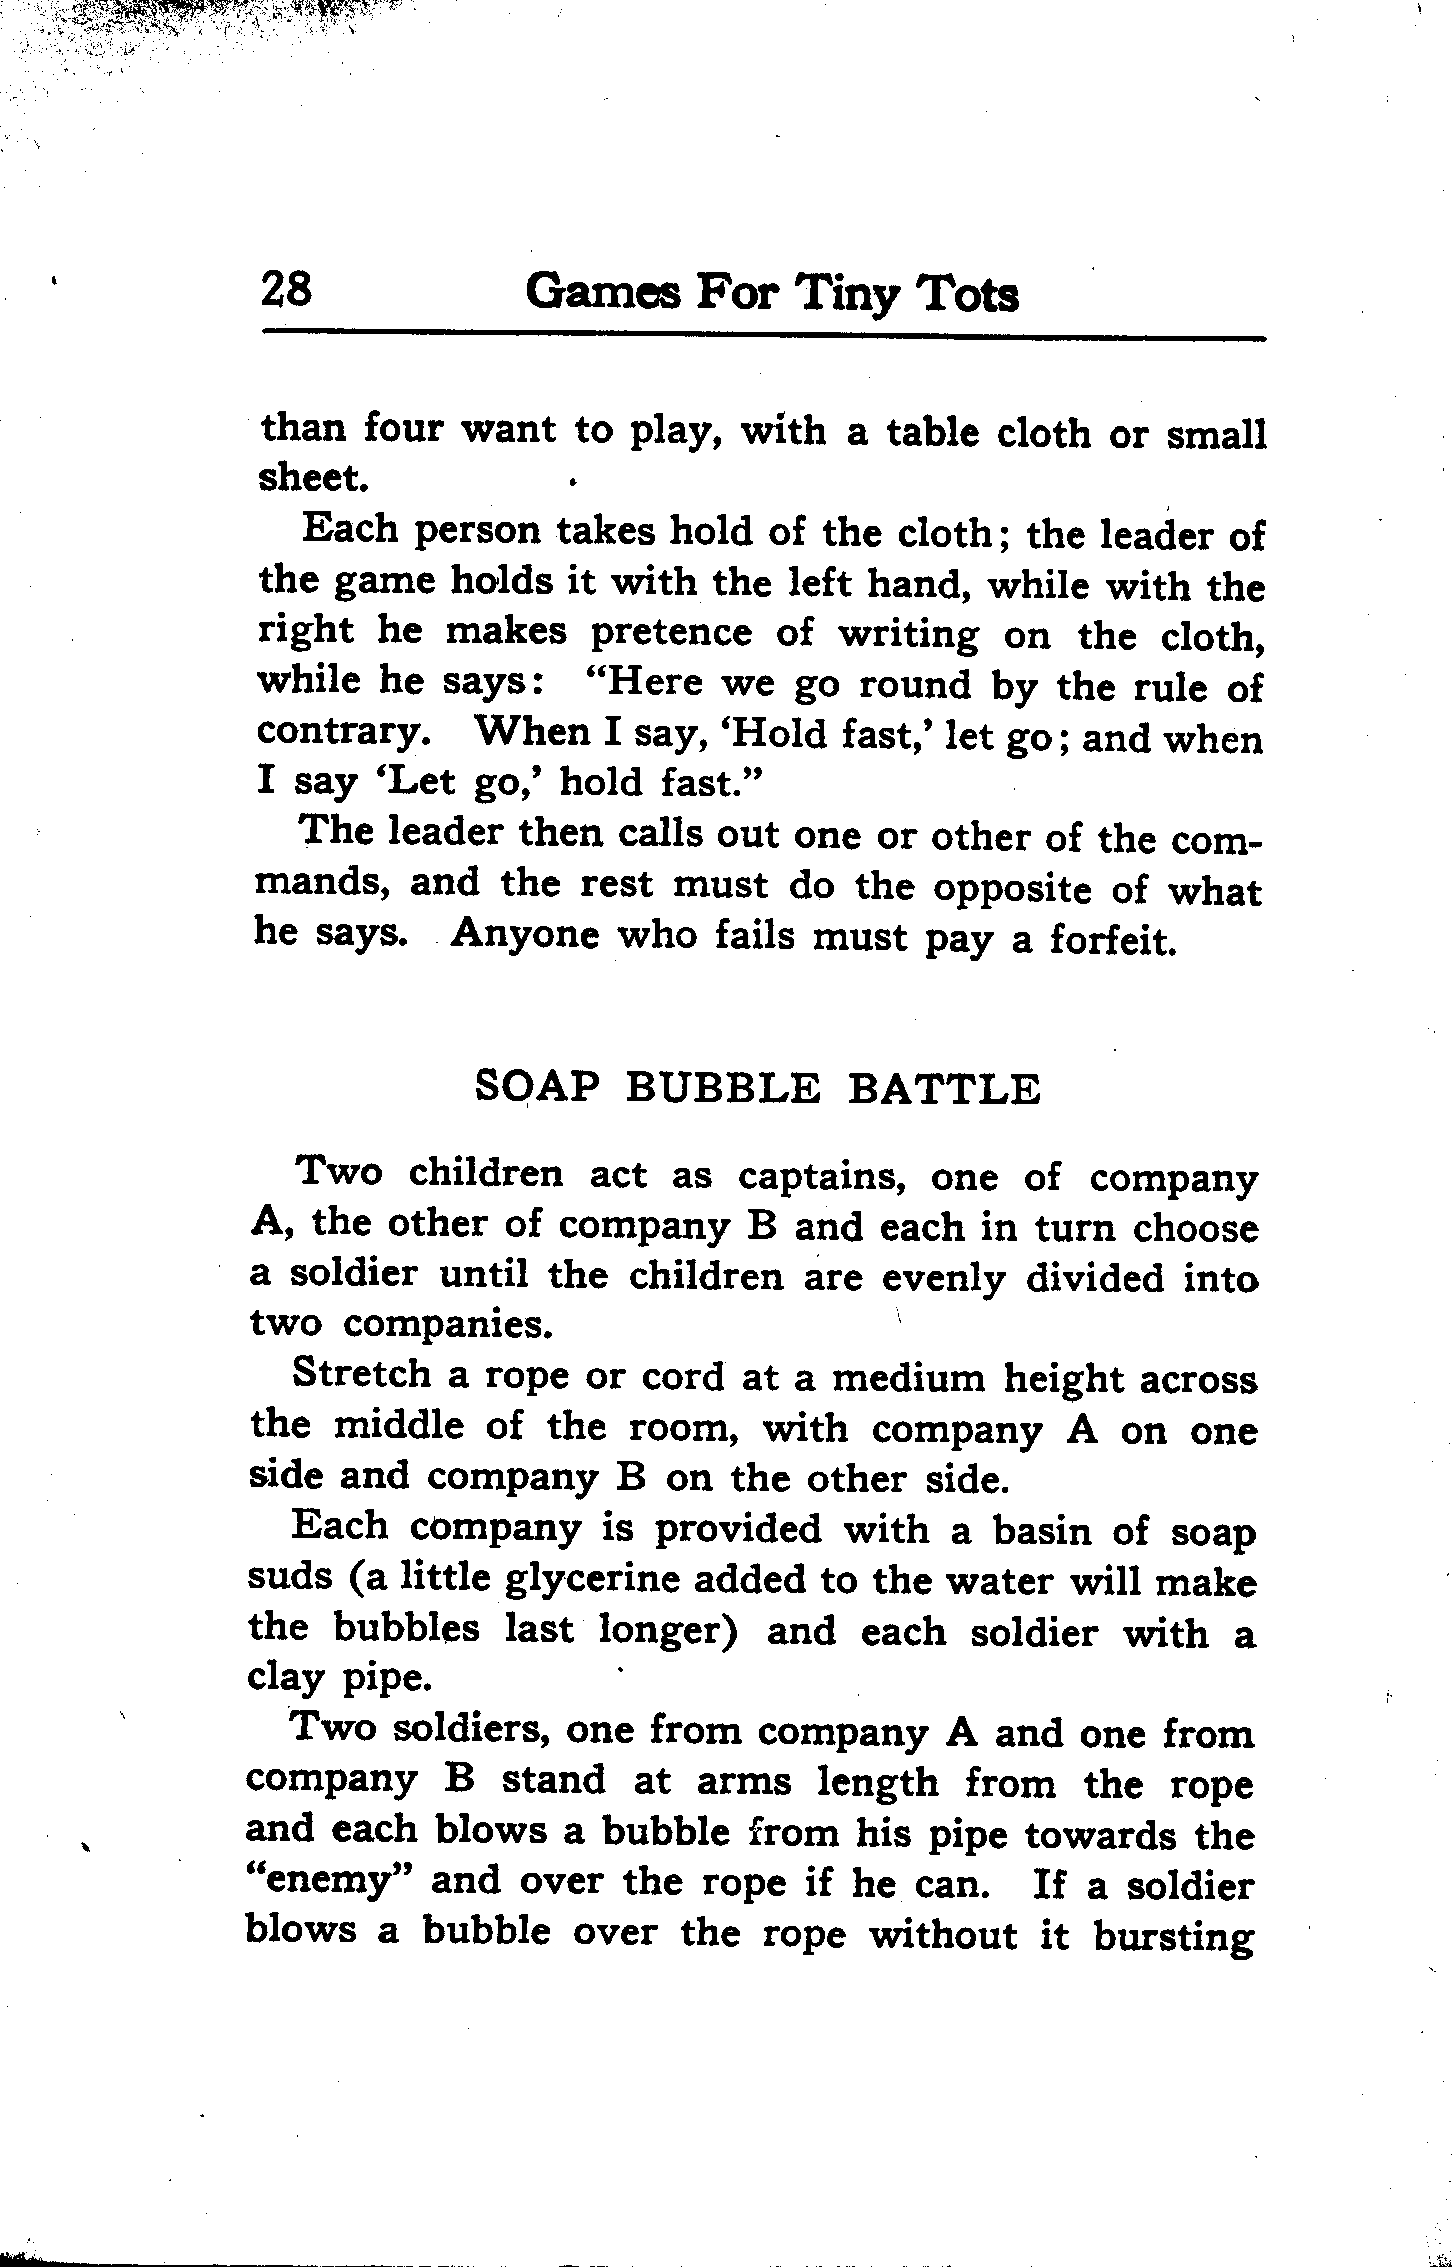 28 Games For Tiny Tots
than four want to play, with a table cloth or small
sheet.
Each person takes hold of the cloth; the leader of
the game holds it with the left hand, while with the
right he makes pretence of writing on the cloth,
while he says: “Here we go round by the rule of
contrary. When I say, ‘Hold fast,’ let go; and when
I say ‘Let go,’ hold fast.”
The leader then calls out one or other of the com-
mands, and the rest must do the opposite of what
he says. Anyone who fails must pay a forfeit.
SOAP BUBBLE BATTLE
Two children act as captains, one of company
A, the other of company B and each in turn choose
a soldier until the children are evenly divided into
two companies.
Stretch a rope or cord at a medium height across
the middle of the room, with company A on one
side and company B on the other side.
Each company is provided with a basin of soap
suds (a little glycerine added to the water will make
the bubbles last longer) and each soldier with a
clay pipe.
Two soldiers, one from company A and one from
company B stand at arms length from the rope
and each blows a bubble from his pipe towards the
“enemy” and over the rope if he can. If a soldier
blows a bubble over the rope without it bursting